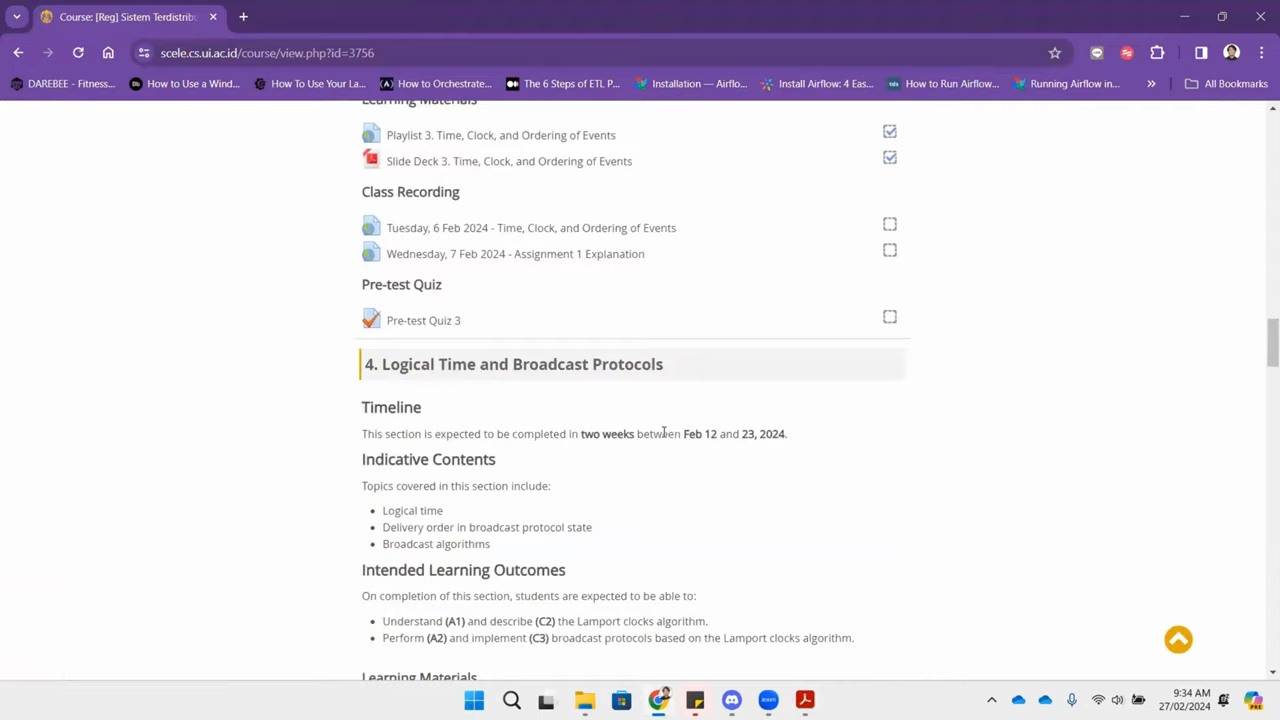 Course: [Reg] Sistem Terdistribu
scele.cs.ui.ac.id/course/view.php?id=3756
DAREBEE - Fitness...
How to Use a Wind...
How To Use Your La...
How to Orchestrate...
The 6 Steps of ETL P...
Installation — Airflo...
Install Airflow: 4 Eas...
How to Run Airflow...
Running Airflow in...
All Bookmarks
Learning Materials
Playlist 3. Time, Clock, and Ordering of Events
Slide Deck 3. Time, Clock, and Ordering of Events
Class Recording
Tuesday, 6 Feb 2024 - Time, Clock, and Ordering of Events
Wednesday, 7 Feb 2024 - Assignment 1 Explanation
Pre-test Quiz
Pre-test Quiz 3
4. Logical Time and Broadcast Protocols
Timeline
This section is expected to be completed in two weeks between Feb 12 and 23, 2024.
Indicative Contents
Topics covered in this section include:
• Logical time
• Delivery order in broadcast protocol state
• Broadcast algorithms
Intended Learning Outcomes
On completion of this section, students are expected to be able to:
• Understand (A1) and describe (C2) the Lamport clocks algorithm.
• Perform (A2) and implement (C3) broadcast protocols based on the Lamport clocks algorithm.
Learning Materials
zoom
9:34 AM
27/02/2024
PRE